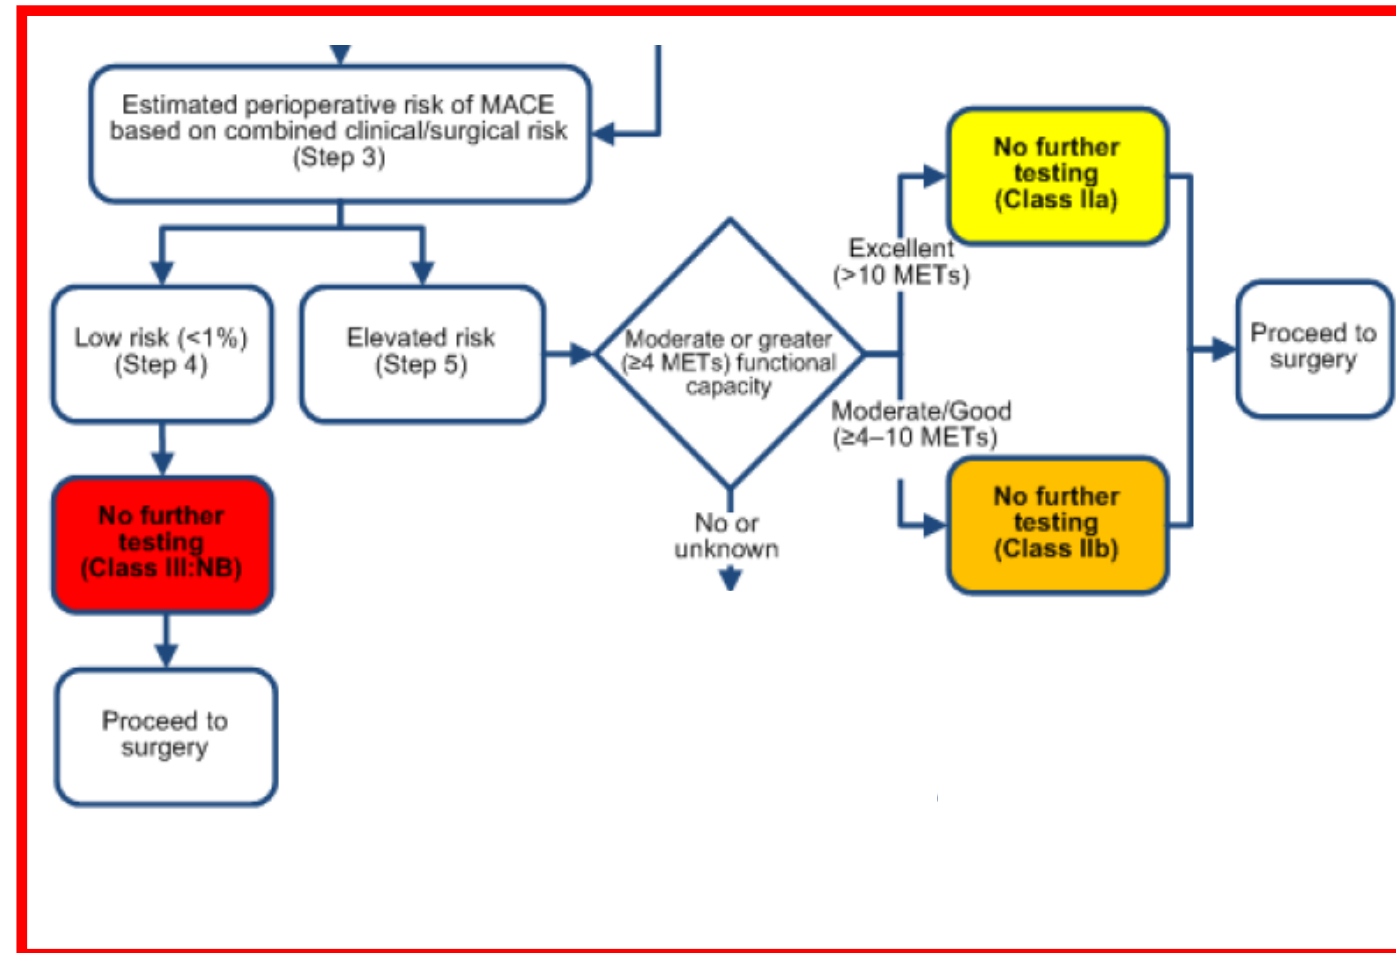 Estimated perioperative risk of MACE
based on combined clinical/surgical risk
(Step 3)
Low risk (<1%)
(Step 4)
Elevated risk
(Step 5)
Moderate or greater
(≥4 METs) functional
capacity
Excellent
(>10 METs)
No further
testing
(Class IIa)
Moderate/Good
(≥4–10 METs)
No further
testing
(Class IIb)
Proceed to
surgery
No or
unknown
No further
testing
(Class III:NB)
Proceed to
surgery